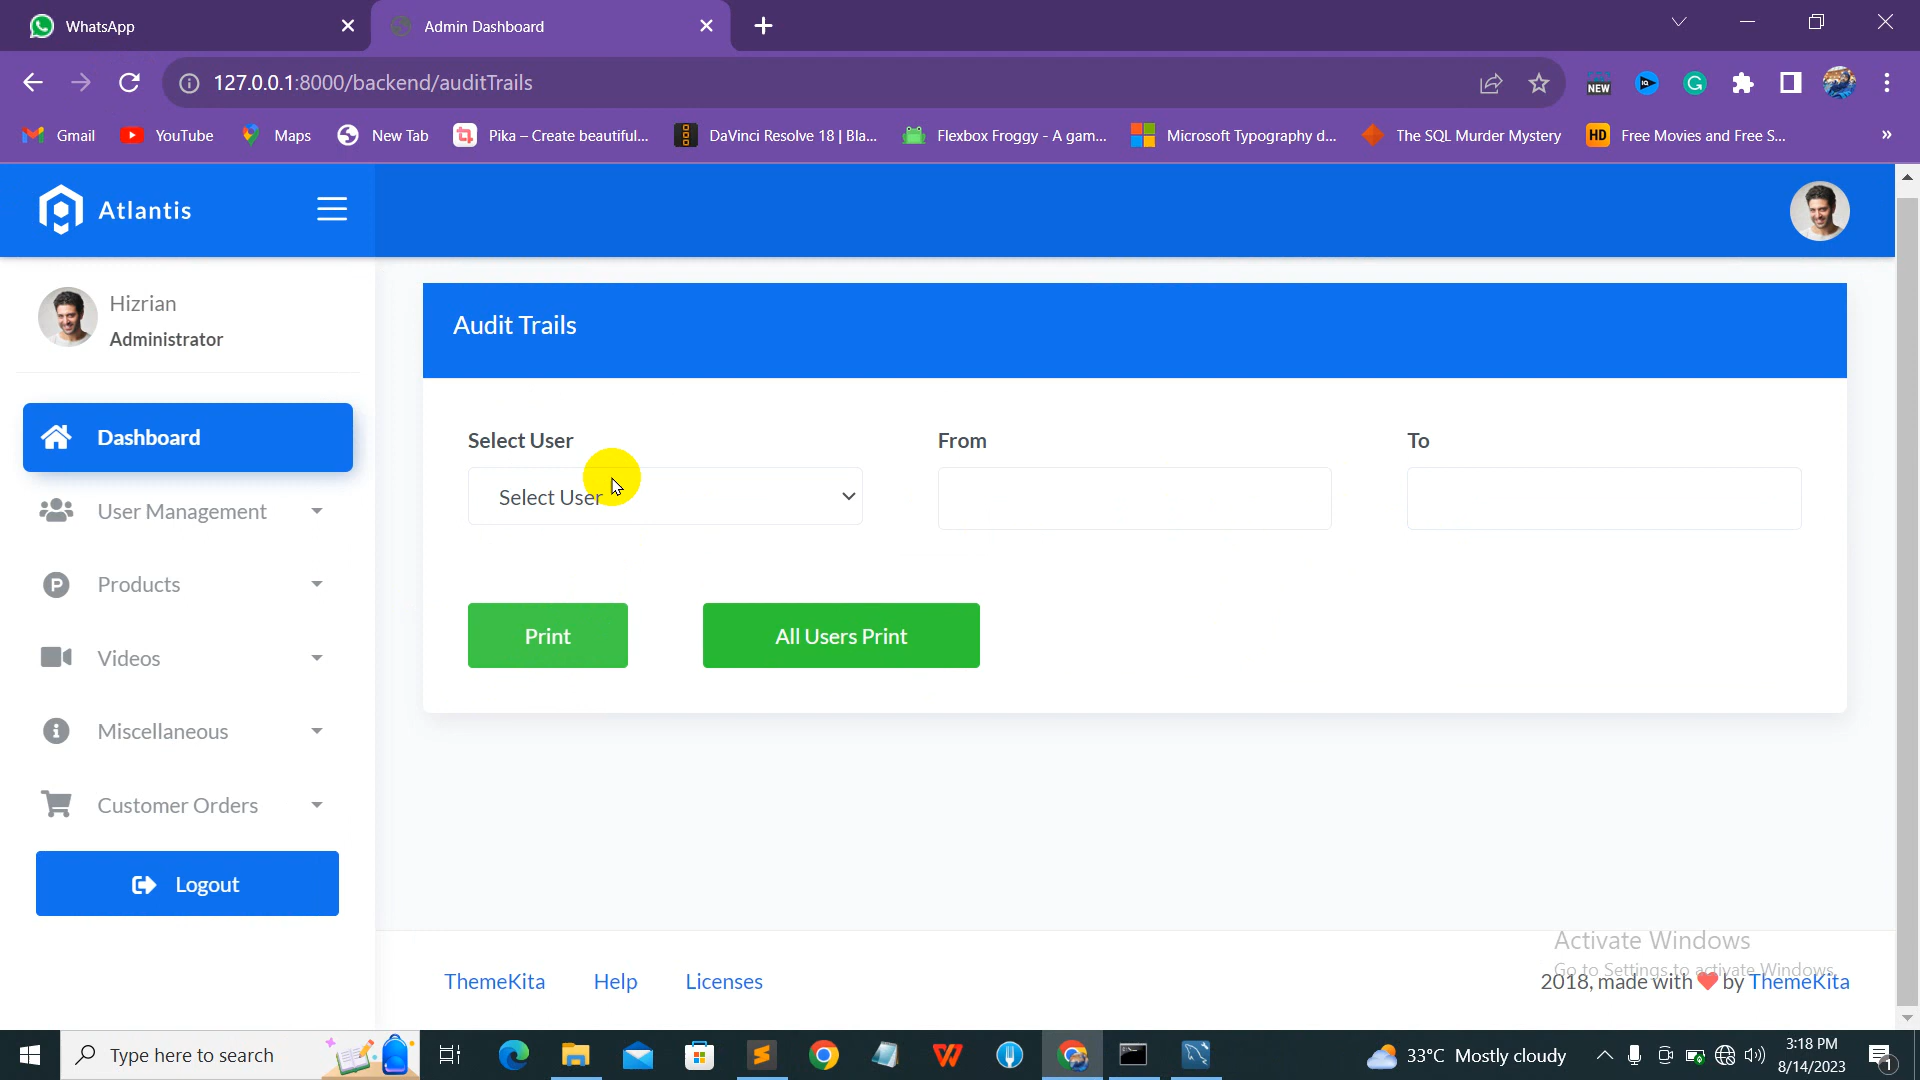 WhatsApp
Admin Dashboard
127.0.0.1:8000/backend/auditTrails
NEW
Gmail
YouTube
Maps
New Tab
Pika – Create beautiful...
DaVinci Resolve 18 | Bla...
Flexbox Froggy - A gam...
Microsoft Typography d...
The SQL Murder Mystery
HD Free Movies and Free S...
»
Atlantis
Hizrian
Administrator
Dashboard
User Management
Products
Videos
Miscellaneous
Customer Orders
Logout
Audit Trails
Select User
From
To
Select User
Print
All Users Print
ThemeKita
Help
Licenses
Activate Windows
Go to Settings to activate Windows.
2018, made with ❤ by ThemeKita
Type here to search
33°C Mostly cloudy
3:18 PM
8/14/2023
1